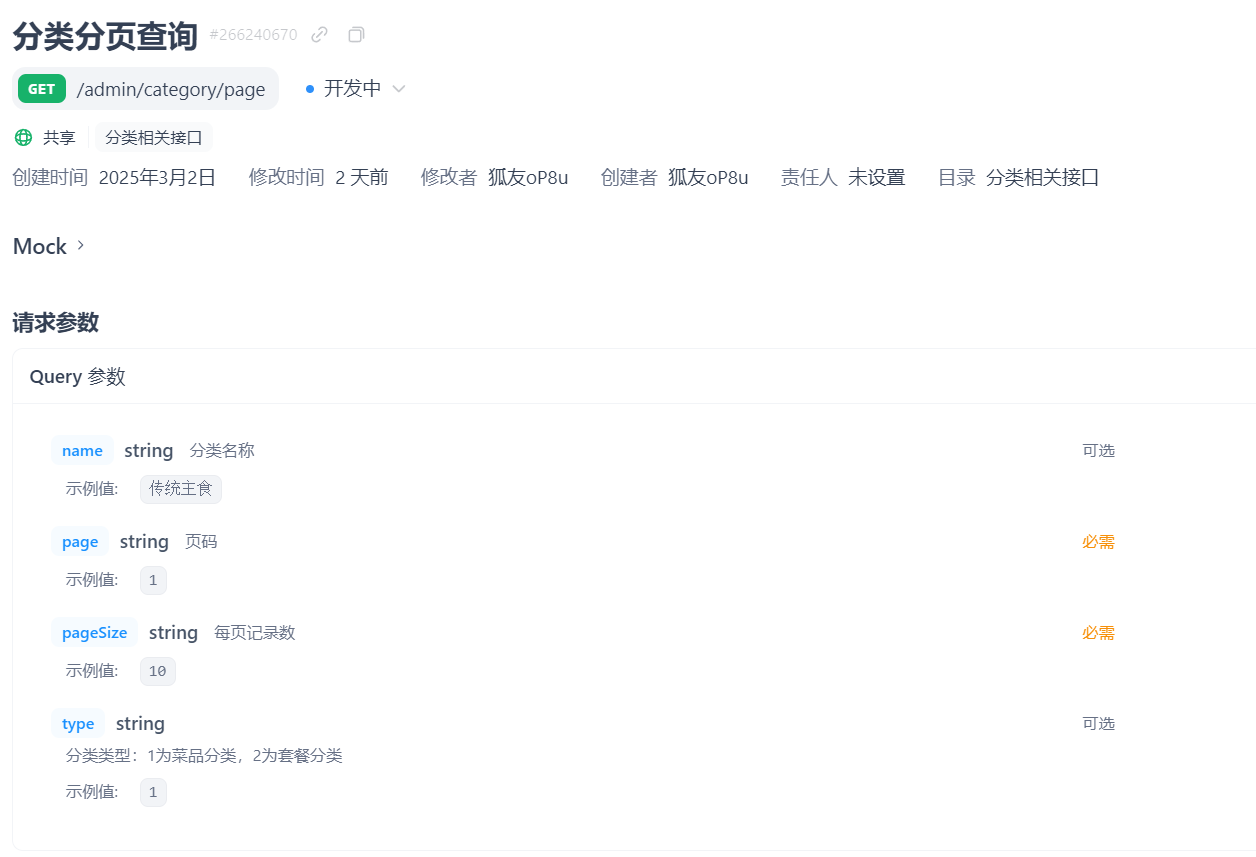 分类分页查询 #266240670
GET /admin/category/page 开发中
共享 分类相关接口
创建时间 2025年3月2日 修改时间 2 天前 修改者 狐友oP8u 创建者 狐友oP8u 责任人 未设置 目录 分类相关接口
Mock
请求参数
Query 参数
name string 分类名称 可选
示例值: 传统主食
page string 页码 必需
示例值: 1
pageSize string 每页记录数 必需
示例值: 10
type string 可选
分类类型：1为菜品分类，2为套餐分类
示例值: 1